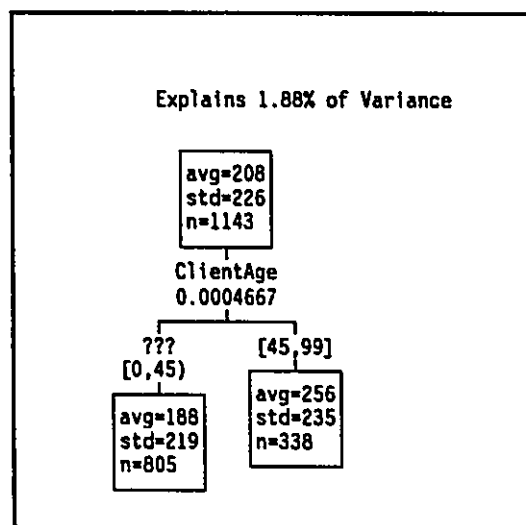 Explains 1.88% of Variance
avg=208
std=226
n=1143
ClientAge
0.0004667
???
[0,45)
[45,99]
avg=188
std=219
n=805
avg=256
std=235
n=338